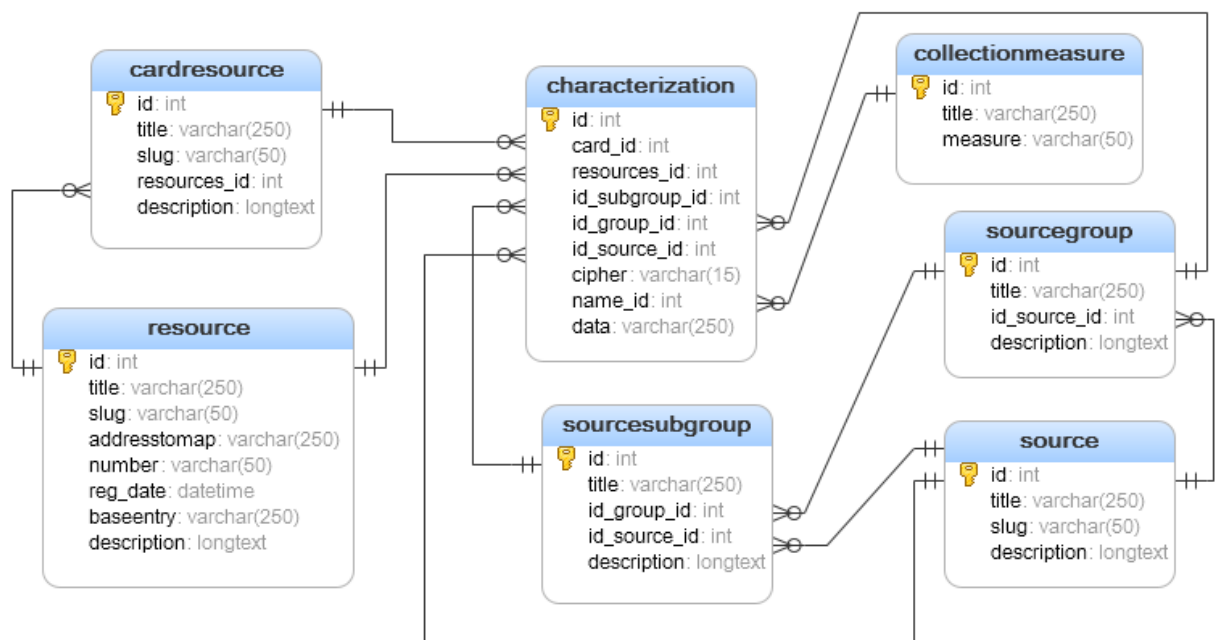 cardresource
id: int
title: varchar(250)
slug: varchar(50)
resources_id: int
description: longtext
characterization
id: int
card_id: int
resources_id: int
id_subgroup_id: int
id_group_id: int
id_source_id: int
cipher: varchar(15)
name_id: int
data: varchar(250)
collectionmeasure
id: int
title: varchar(250)
measure: varchar(50)
resource
id: int
title: varchar(250)
slug: varchar(50)
addresstomap: varchar(250)
number: varchar(50)
reg_date: datetime
baseentry: varchar(250)
description: longtext
sourcesubgroup
id: int
title: varchar(250)
id_group_id: int
id_source_id: int
description: longtext
sourcegroup
id: int
title: varchar(250)
id_source_id: int
description: longtext
source
id: int
title: varchar(250)
slug: varchar(50)
description: longtext